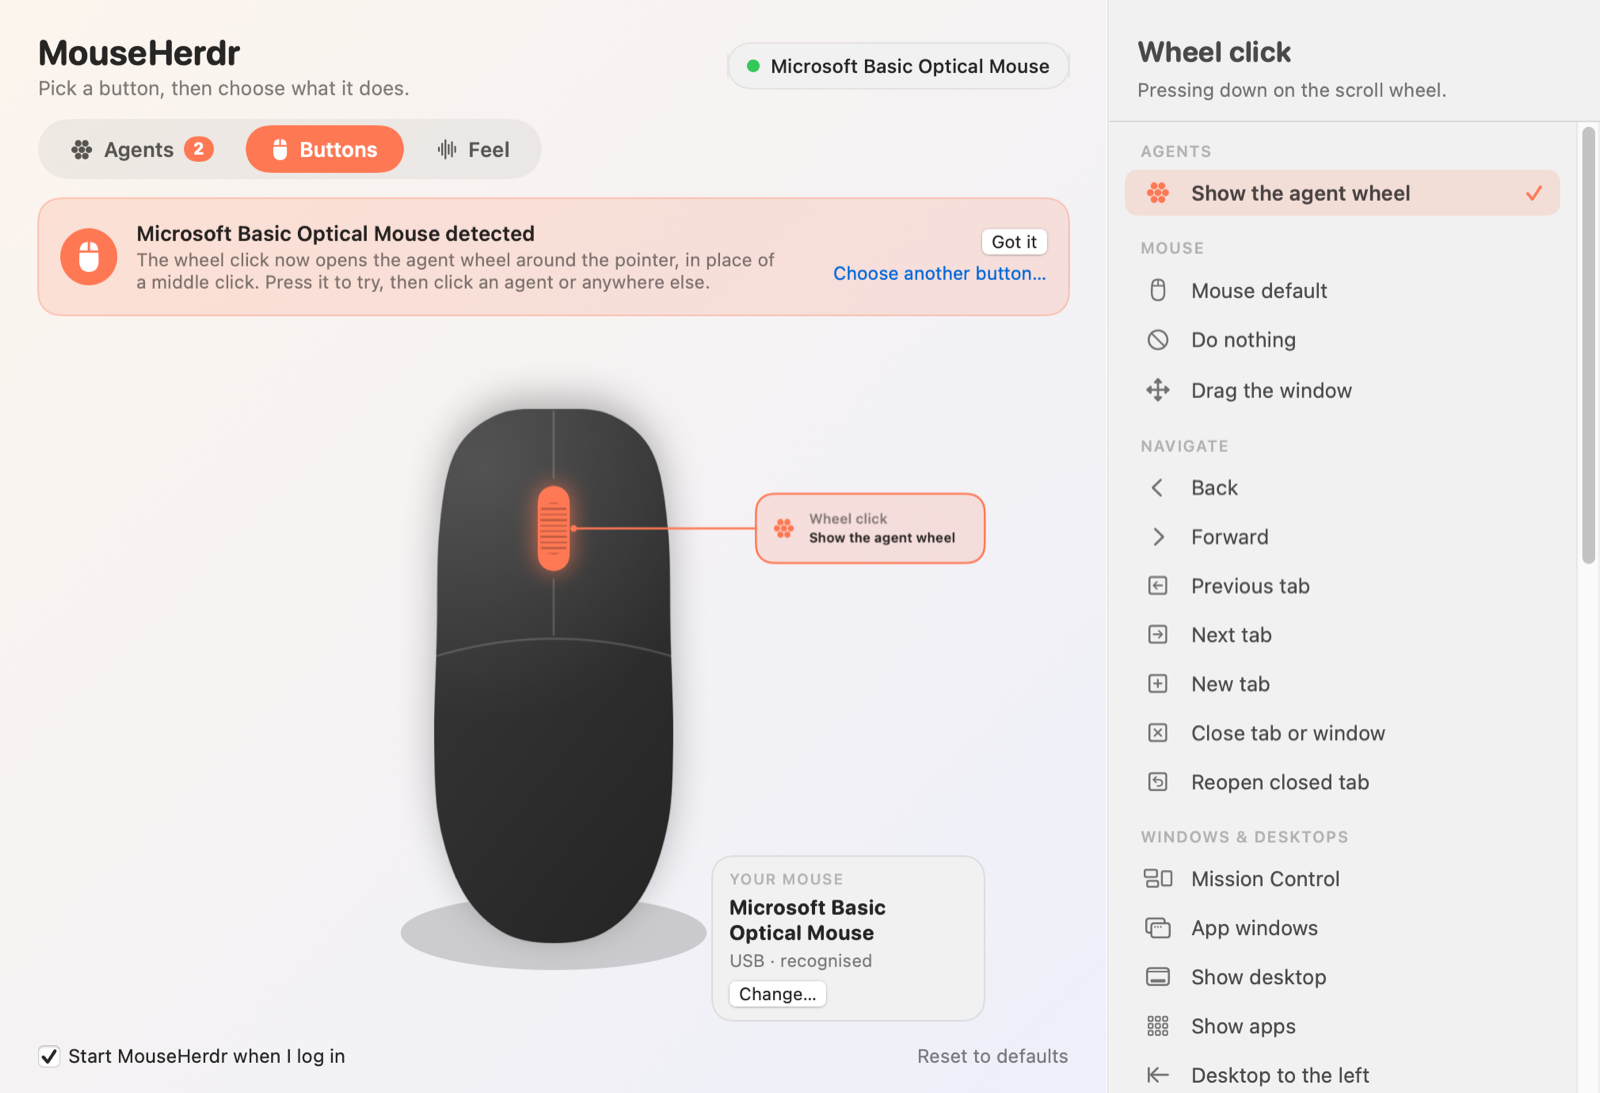 MouseHerdr
Pick a button, then choose what it does.
Microsoft Basic Optical Mouse
Agents 2
Buttons
Feel
Microsoft Basic Optical Mouse detected
The wheel click now opens the agent wheel around the pointer, in place of
a middle click. Press it to try, then click an agent or anywhere else.
Got it
Choose another button...
Wheel click
Show the agent wheel
YOUR MOUSE
Microsoft Basic
Optical Mouse
USB · recognised
Change...
Start MouseHerdr when I log in
Reset to defaults
Wheel click
Pressing down on the scroll wheel.
AGENTS
Show the agent wheel
MOUSE
Mouse default
Do nothing
Drag the window
NAVIGATE
Back
Forward
Previous tab
Next tab
New tab
Close tab or window
Reopen closed tab
WINDOWS & DESKTOPS
Mission Control
App windows
Show desktop
Show apps
Desktop to the left